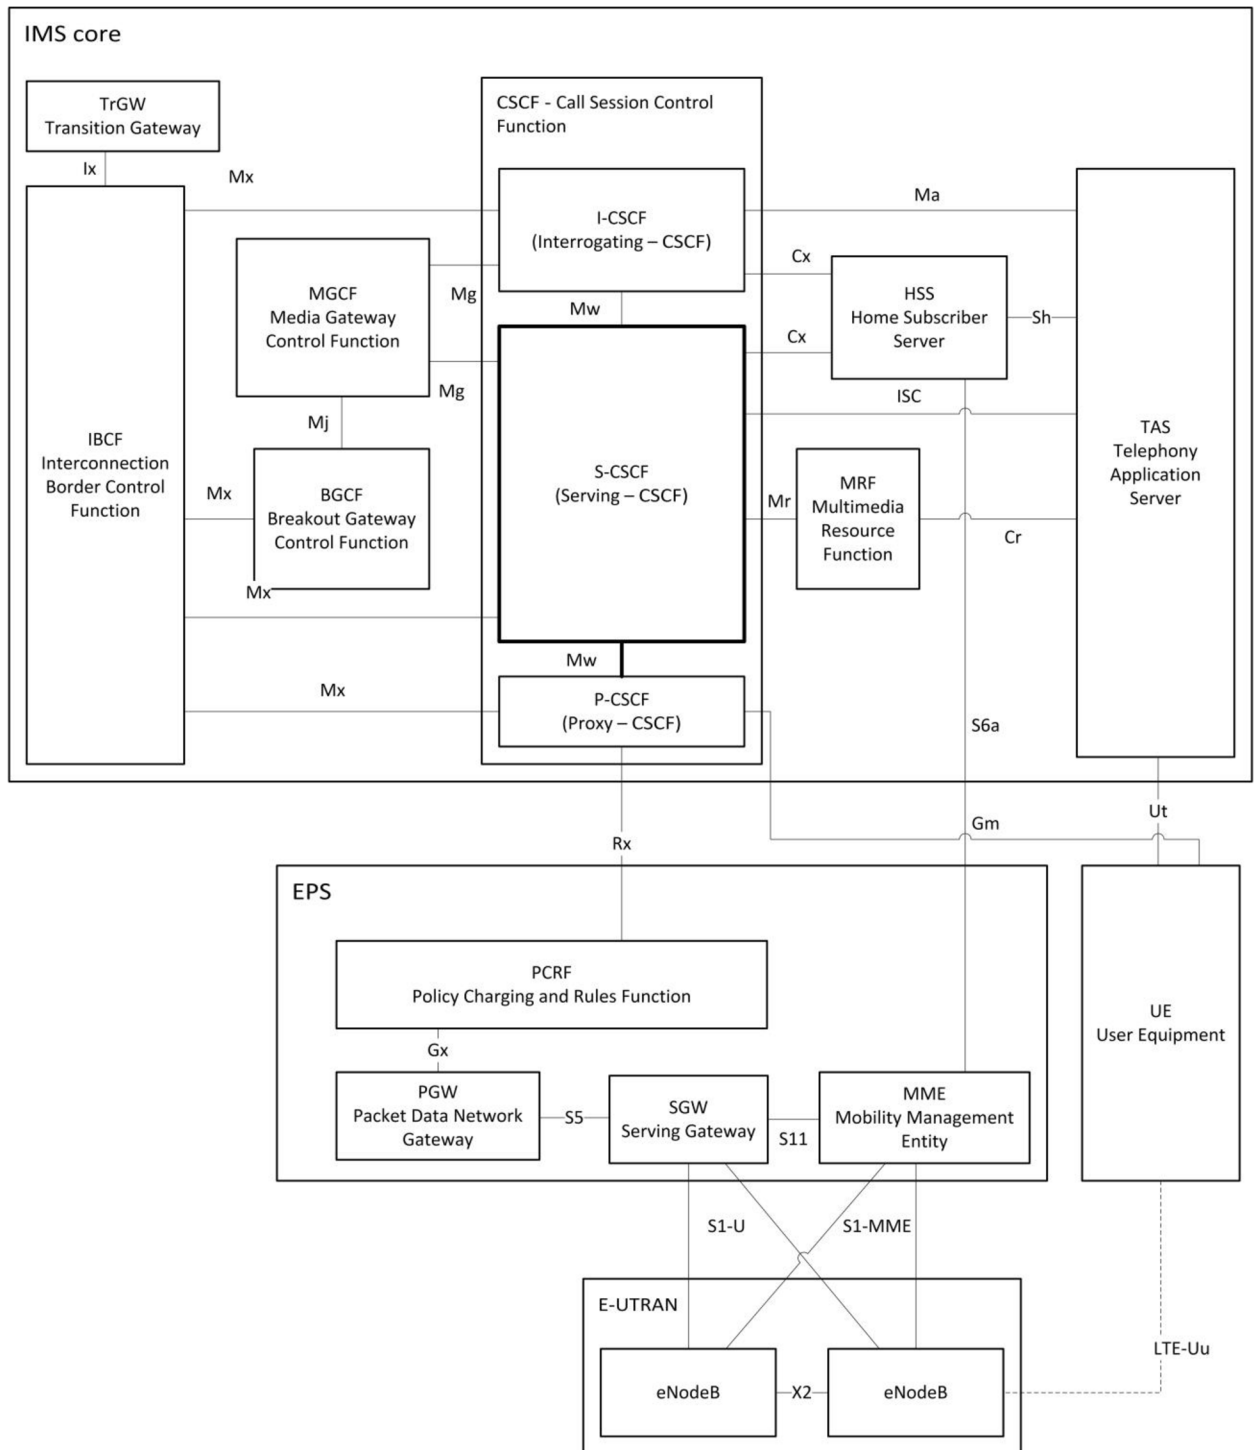 IMS core
TrGW
Transition Gateway
CSCF - Call Session Control
Function
Ix
Mx
I-CSCF
(Interrogating – CSCF)
Ma
MGCF
Media Gateway
Control Function
Mg
Cx
HSS
Home Subscriber
Server
Sh
Mw
Cx
Mg
ISC
Mj
IBCF
Interconnection
Border Control
Function
Mx
BGCF
Breakout Gateway
Control Function
S-CSCF
(Serving – CSCF)
Mr
MRF
Multimedia
Resource
Function
Cr
TAS
Telephony
Application
Server
Mx
Mw
Mx
P-CSCF
(Proxy – CSCF)
S6a
Ut
Gm
Rx
EPS
PCRF
Policy Charging and Rules Function
UE
User Equipment
Gx
PGW
Packet Data Network
Gateway
S5
SGW
Serving Gateway
S11
MME
Mobility Management
Entity
S1-U
S1-MME
E-UTRAN
LTE-Uu
eNodeB
X2
eNodeB